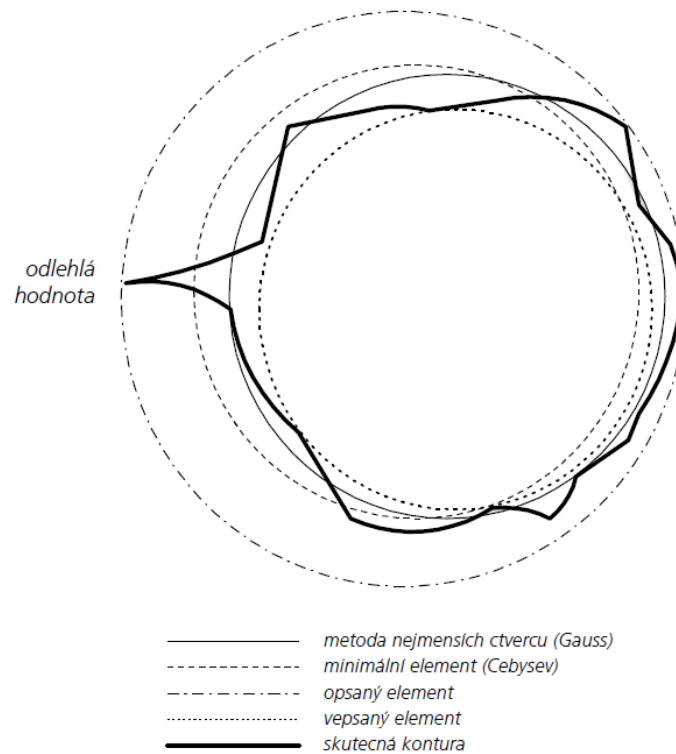 odlehlá
hodnota
metoda nejmensích ctvercu (Gauss)
minimální element (Cebysev)
opsaný element
vepsaný element
skutecná kontura